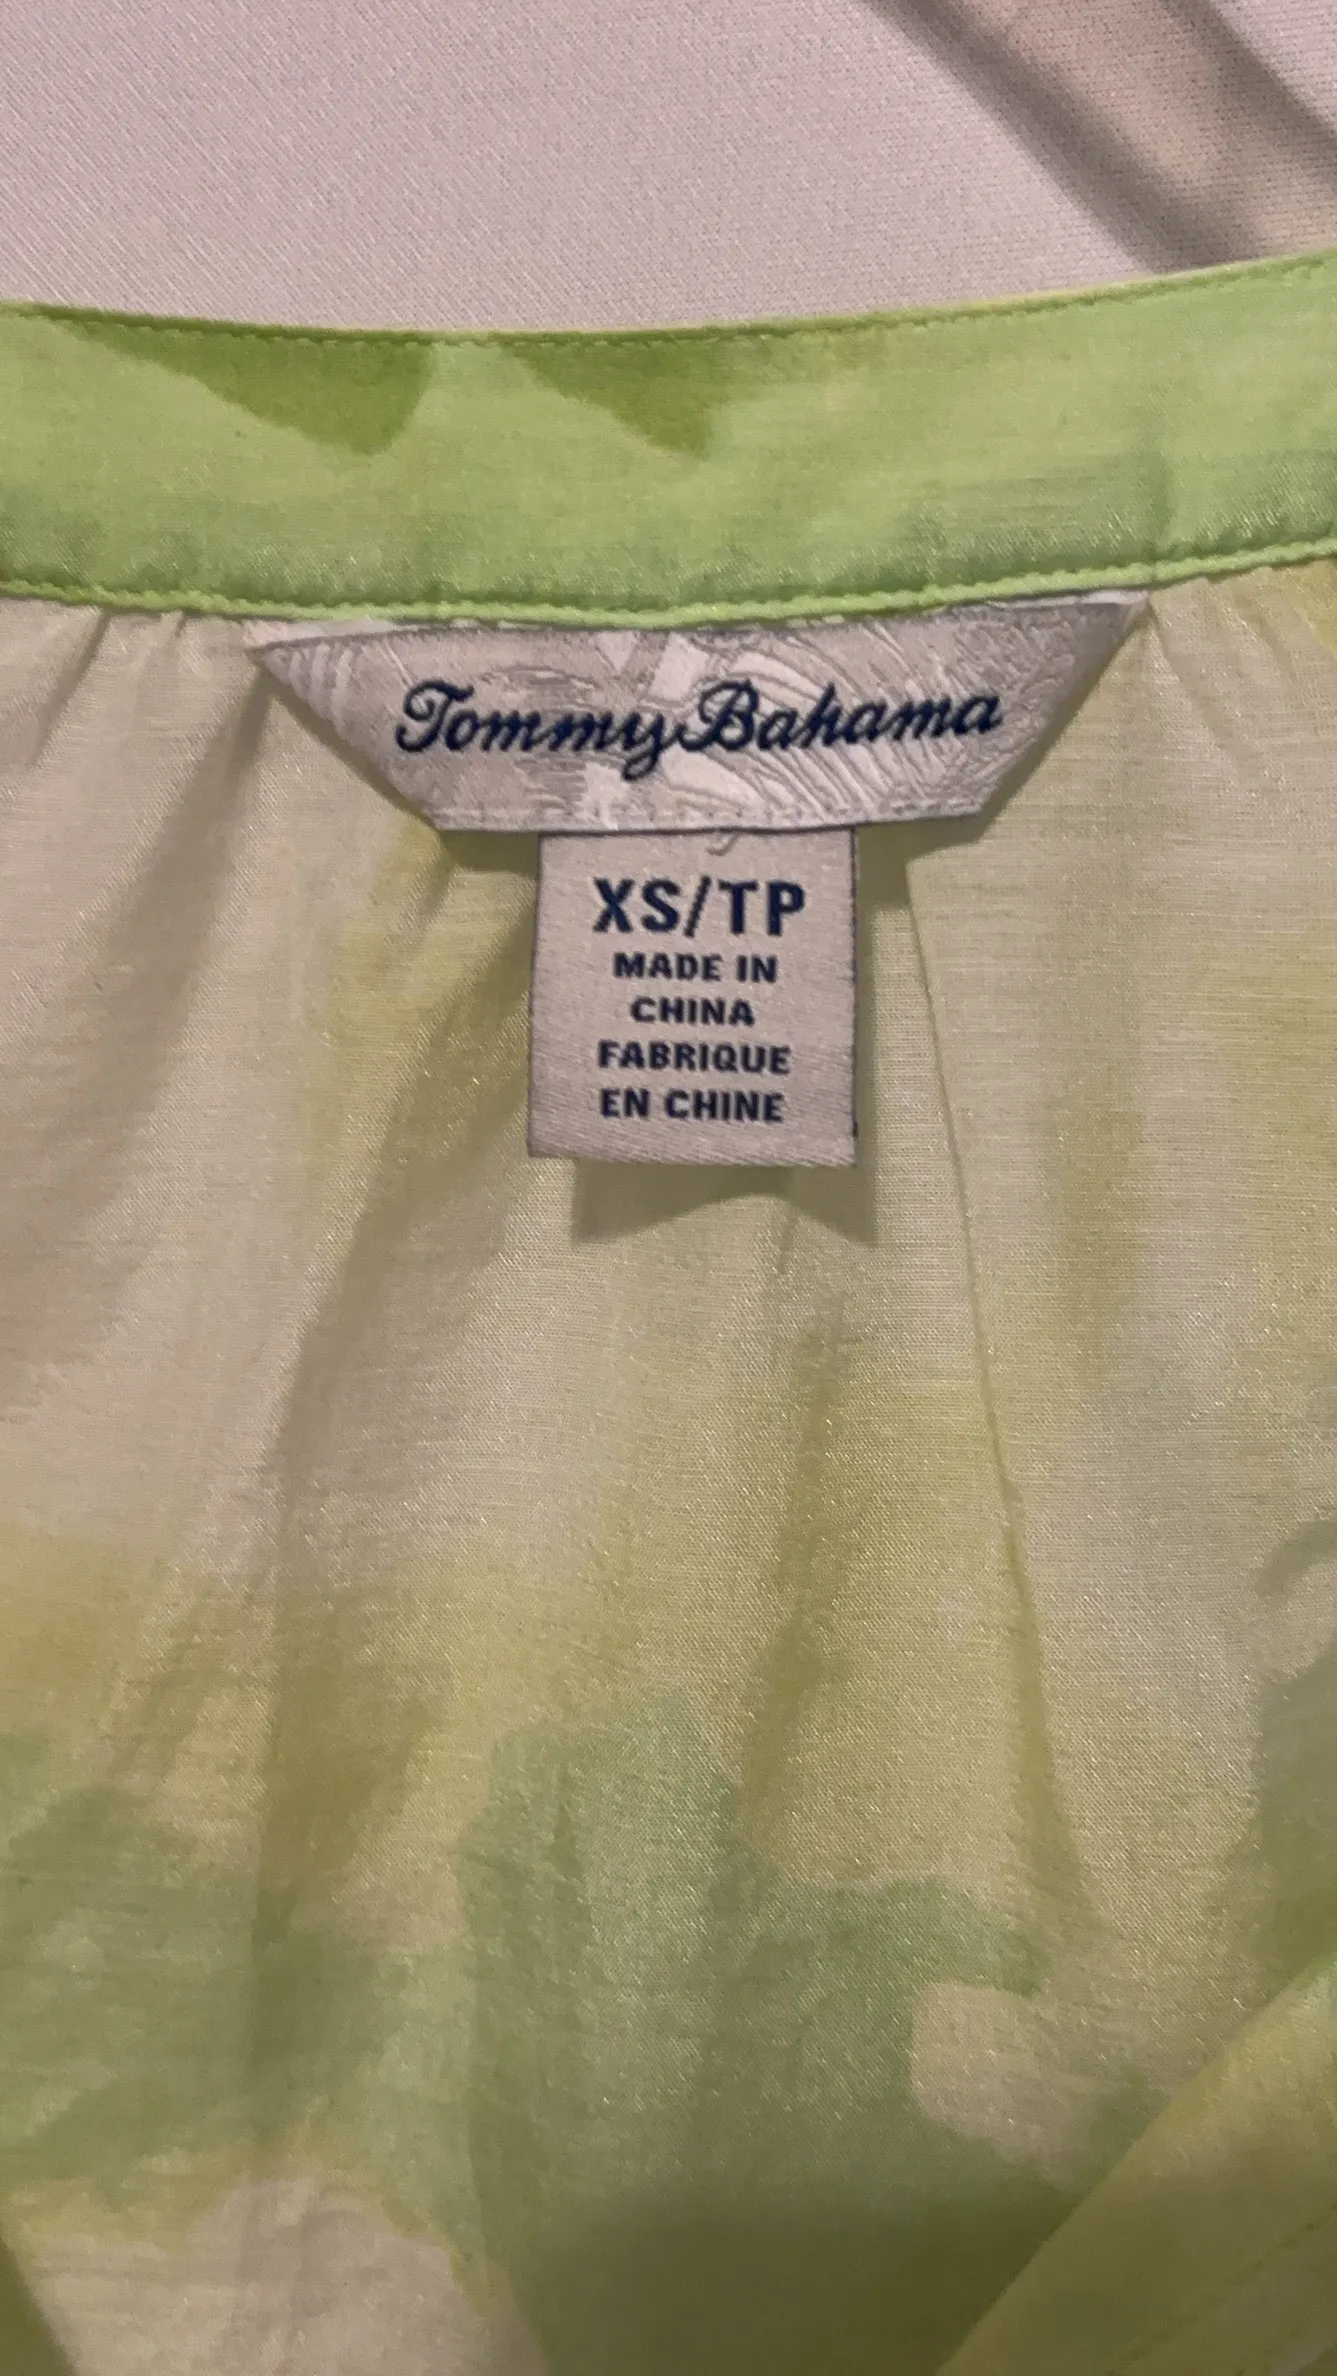 Tommy Bahama
XS/TP
MADE IN
CHINA
FABRIQUE
EN CHINE